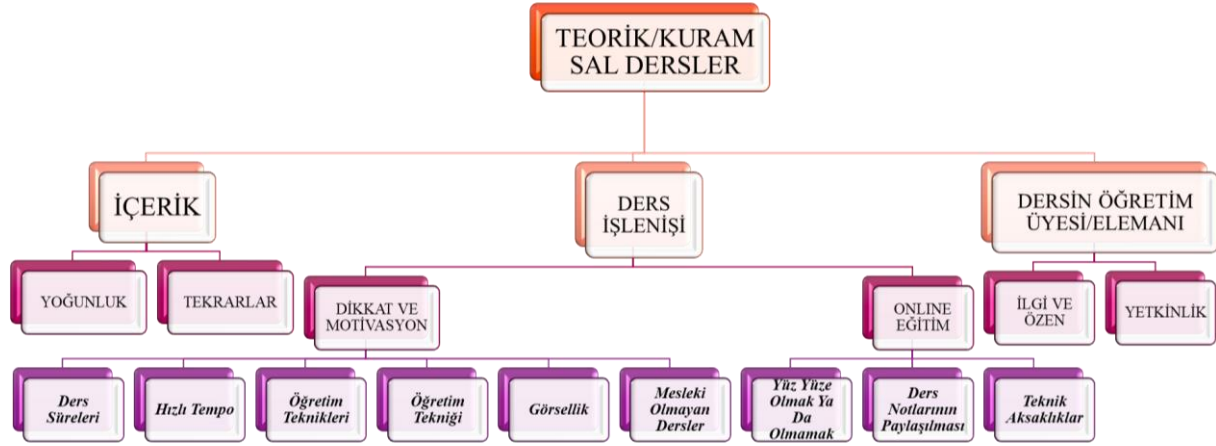 TEORİK/KURAM
SAL DERSLER
İÇERİK
DERS
İŞLENİŞİ
DERSİN ÖĞRETİM
ÜYESİ/ELEMANI
YOĞUNLUK
TEKRARLAR
DİKKAT VE
MOTİVASYON
ONLINE
EĞİTİM
İLGİ VE
ÖZEN
YETKİNLİK
Ders
Süreleri
Hızlı Tempo
Öğretim
Teknikleri
Öğretim
Tekniği
Görsellik
Mesleki
Olmayan
Dersler
Yüz Yüze
Olmak Ya
Da
Olmamak
Ders
Notlarının
Paylaşılması
Teknik
Aksaklıklar